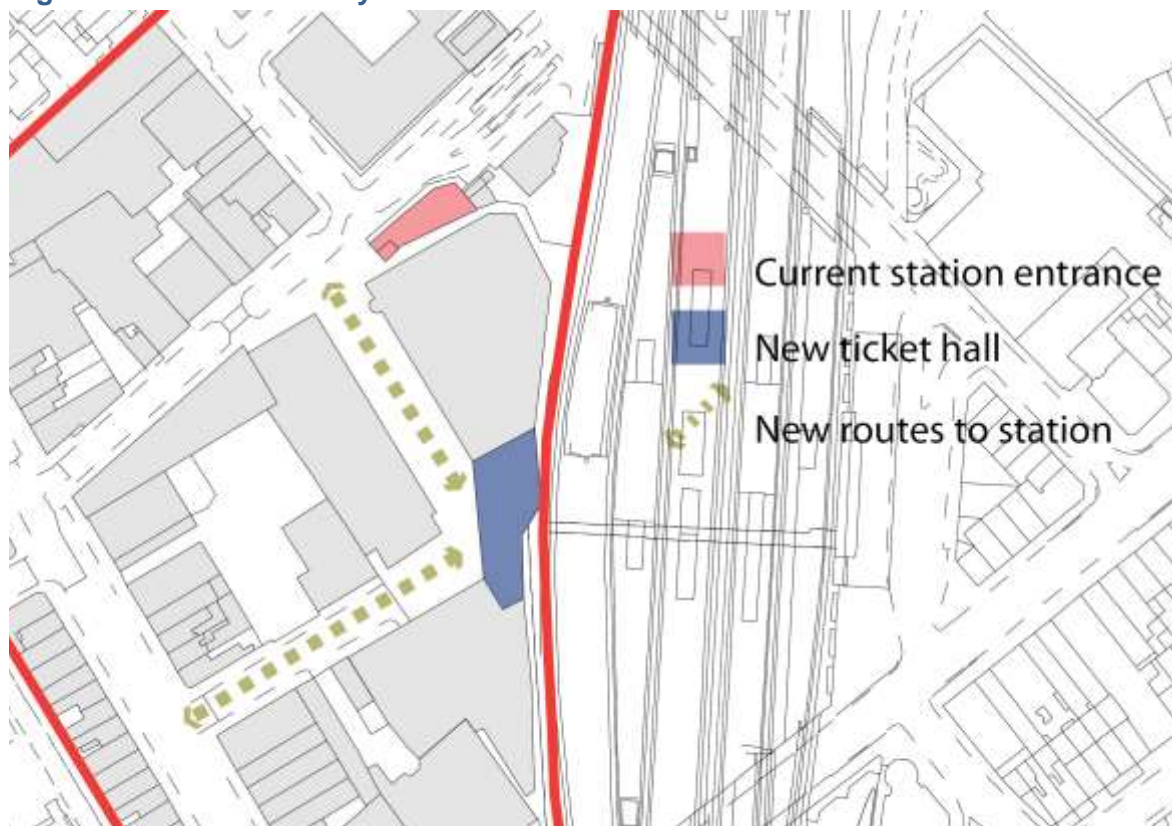 Current station entrance
New ticket hall
New routes to station